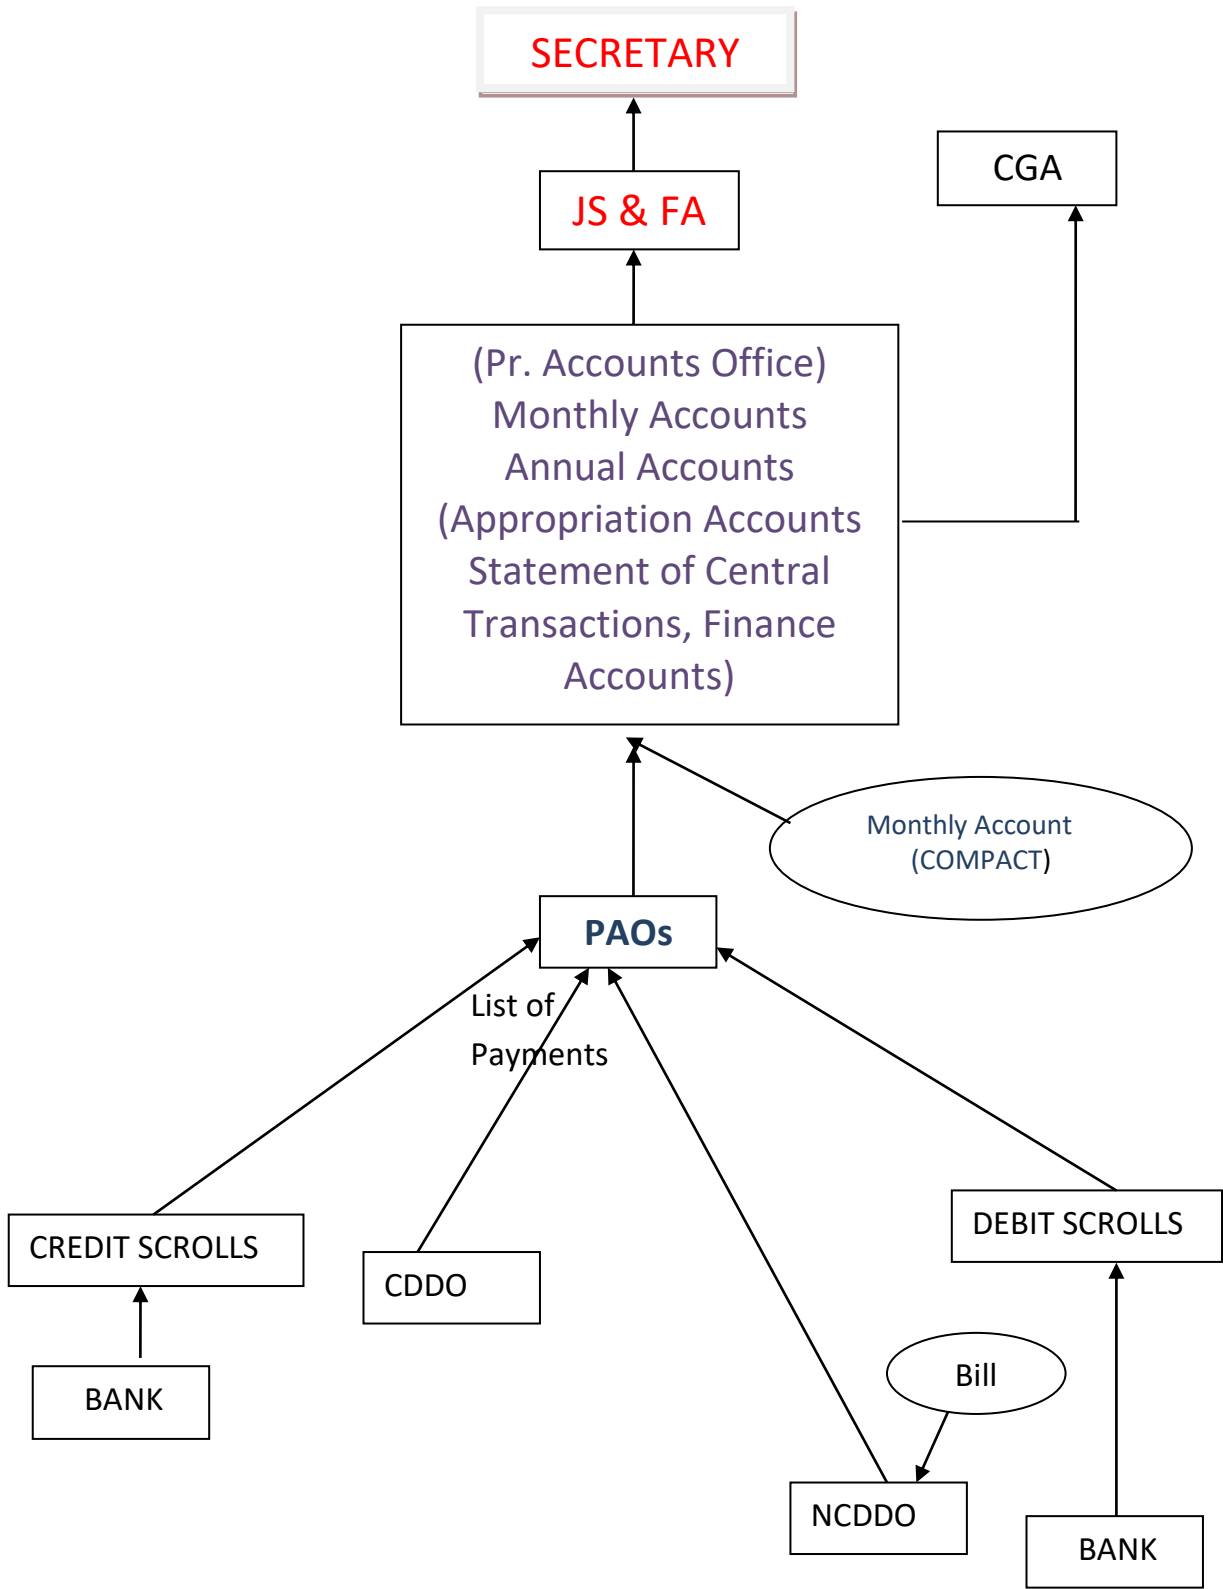 SECRETARY
CGA
JS & FA
(Pr. Accounts Office)
Monthly Accounts
Annual Accounts
(Appropriation Accounts
Statement of Central
Transactions, Finance
Accounts)
Monthly Account
(COMPACT)
PAOs
List of
Payments
CREDIT SCROLLS
DEBIT SCROLLS
CDDO
BANK
Bill
NCDDO
BANK